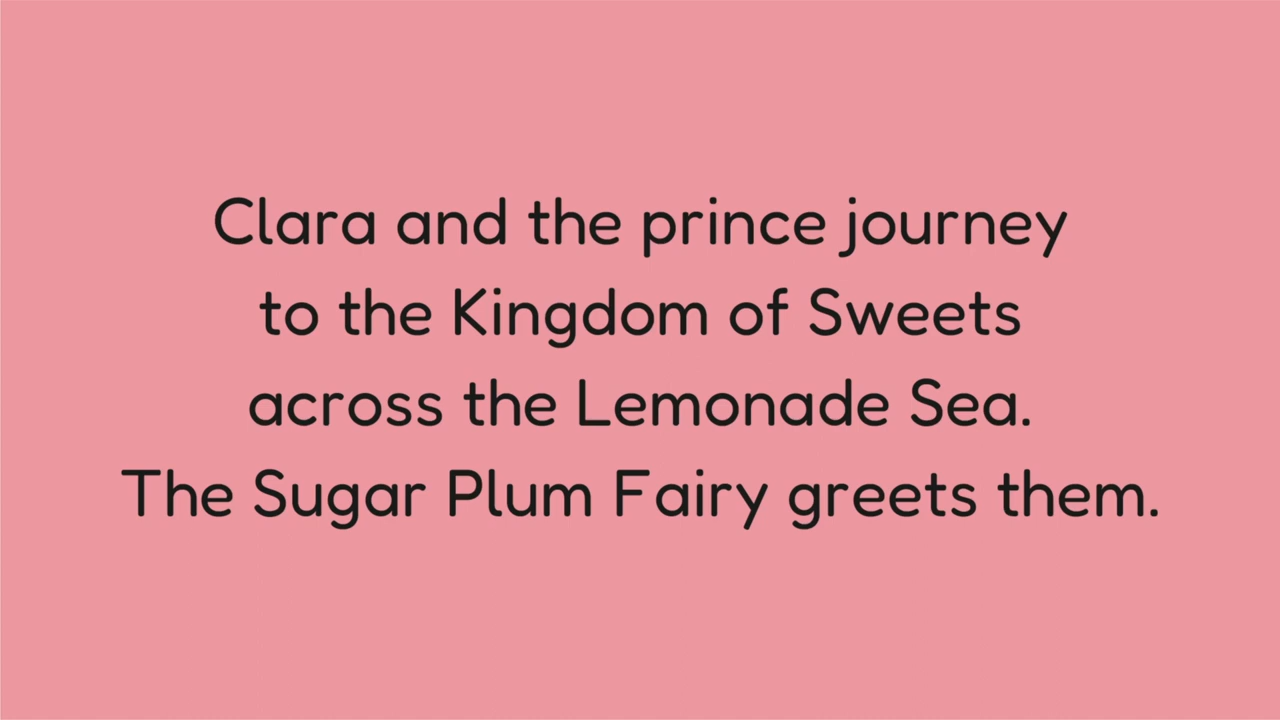 Clara and the prince journey
to the Kingdom of Sweets
across the Lemonade Sea.
The Sugar Plum Fairy greets them.